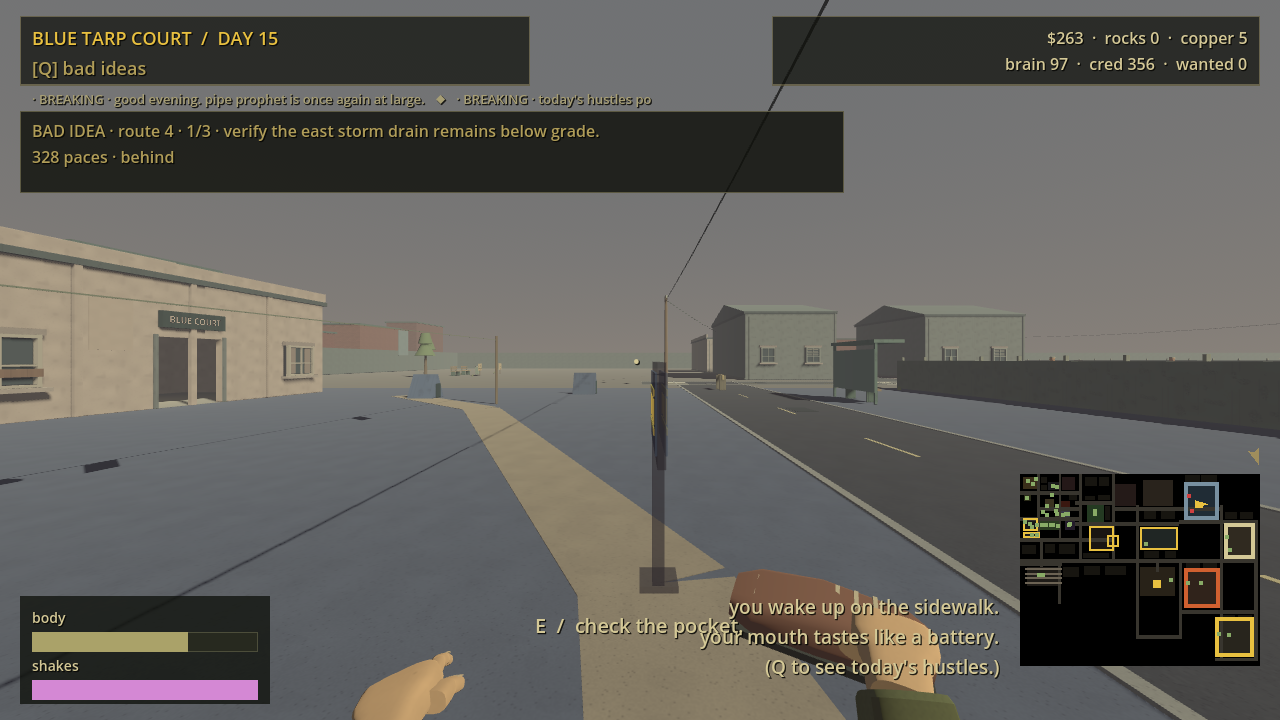 BLUE TARP COURT / DAY 15
[Q] bad ideas
$263 · rocks 0 · copper 5
brain 97 · cred 356 · wanted 0
· BREAKING · good evening. pipe prophet is once again at large. ◆ · BREAKING · today's hustles po
BAD IDEA · route 4 · 1/3 · verify the east storm drain remains below grade.
328 paces · behind
BLUE COURT
E / check the pocket
you wake up on the sidewalk.
your mouth tastes like a battery.
(Q to see today's hustles.)
body
shakes